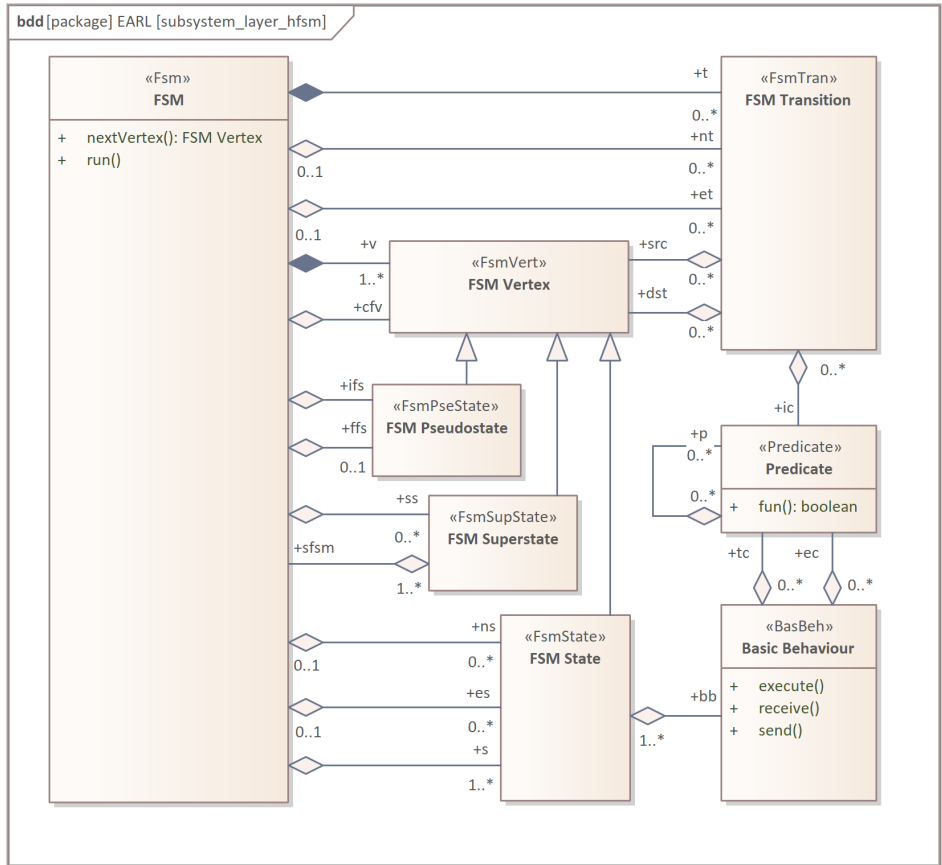 bdd [package] EARL [subsystem_layer_hfsm]
«Fsm»
FSM
+ nextVertex(): FSM Vertex
+ run()
«FsmTran»
FSM Transition
+t
0..*
+nt
0..1
0..*
+et
0..1
0..*
+v
1..*
+cfv
«FsmVert»
FSM Vertex
+src
0..*
+dst
0..*
+ifs
+ffs
0..1
«FsmPseState»
FSM Pseudostate
0..*
+ic
+p
0..*
0..*
«Predicate»
Predicate
+ fun(): boolean
+ss
0..*
+sfsm
1..*
«FsmSupState»
FSM Superstate
+tc
+ec
0..*
0..*
+ns
0..1
0..*
+es
0..1
0..*
+s
1..*
«FsmState»
FSM State
+bb
1..*
«BasBeh»
Basic Behaviour
+ execute()
+ receive()
+ send()